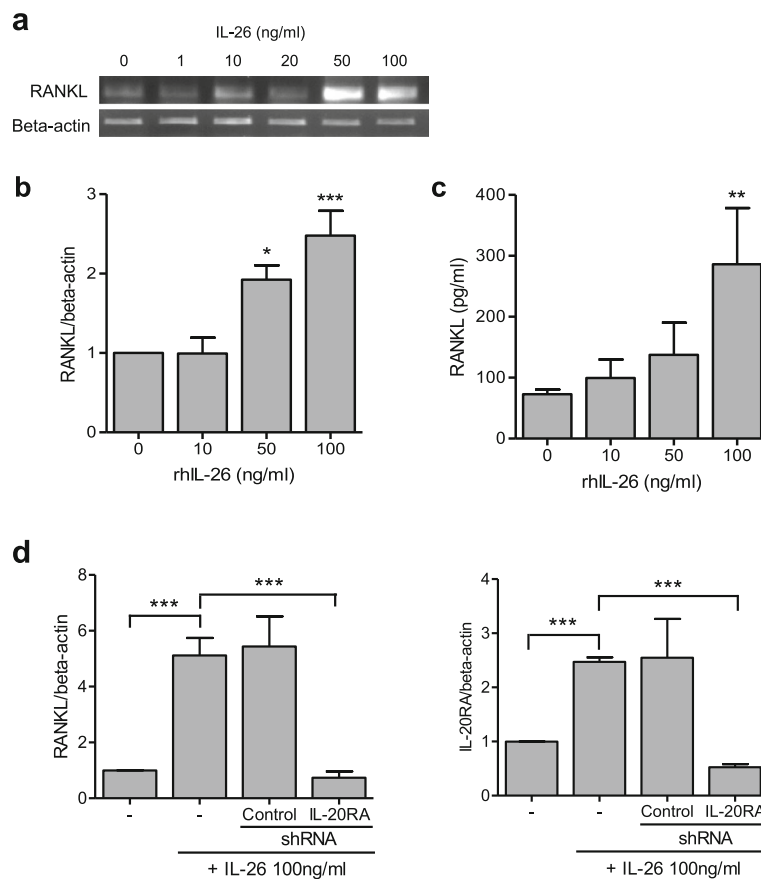 a
IL-26 (ng/ml)
0 1 10 20 50 100
RANKL
Beta-actin
b
RANKL/beta-actin
3
2
1
0
*
***
0 10 50 100
rhIL-26 (ng/ml)
c
RANKL (pg/ml)
400
300
200
100
0
**
0 10 50 100
rhIL-26 (ng/ml)
d
RANKL/beta-actin
8
6
4
2
0
***
***
- - Control IL-20RA
shRNA
+ IL-26 100ng/ml
IL-20RA/beta-actin
4
3
2
1
0
***
***
- - Control IL-20RA
shRNA
+ IL-26 100ng/ml